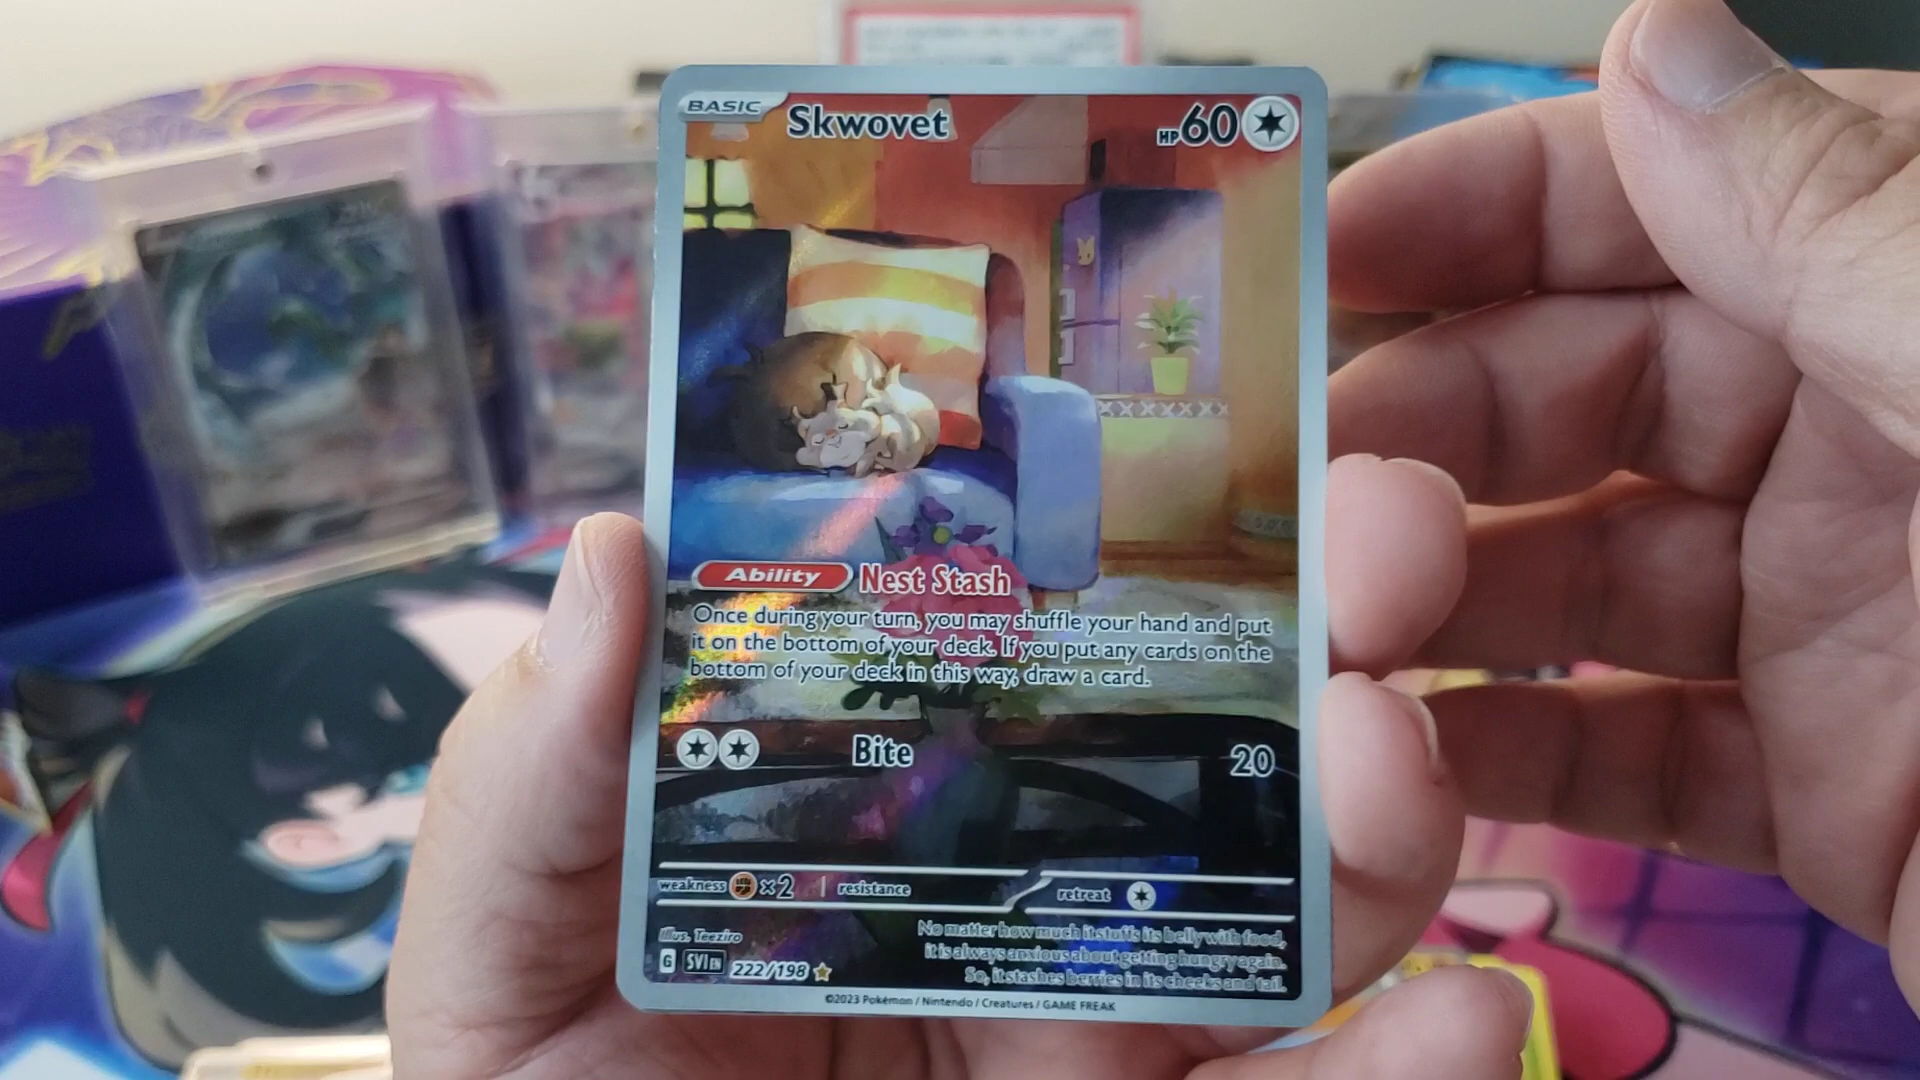 BASIC Skwovet HP60
Ability Nest Stash
Once during your turn, you may shuffle your hand and put
it on the bottom of your deck. If you put any cards on the
bottom of your deck in this way, draw a card.
Bite 20
weakness ×2 resistance retreat
Illus. Teeziro
No matter how much it stuffs its belly with food,
it is always anxious about getting hungry again.
So, it stashes berries in its cheeks and tail.
G SVI EN 222/198
©2023 Pokémon / Nintendo / Creatures / GAME FREAK